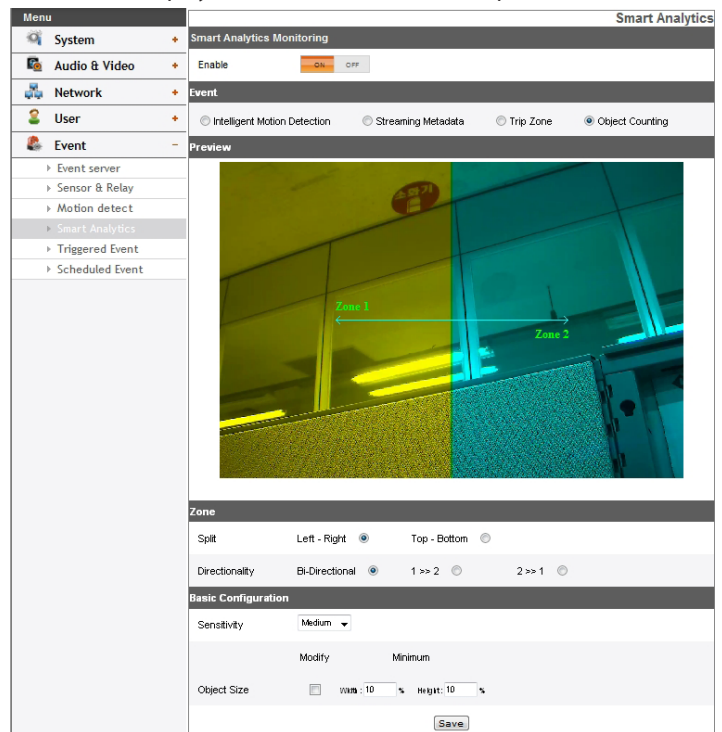 Menu
Smart Analytics
System +
Audio & Video +
Network +
User +
Event −
Event server
Sensor & Relay
Motion detect
Smart Analytics
Triggered Event
Scheduled Event
Smart Analytics Monitoring
Enable ON OFF
Event
Intelligent Motion Detection Streaming Metadata Trip Zone Object Counting
Preview
소화기
Zone 1
Zone 2
Zone
Split Left - Right Top - Bottom
Directionality Bi-Directional 1 >> 2 2 >> 1
Basic Configuration
Sensitivity Medium
Modify Minimum
Object Size Width : 10 % Height : 10 %
Save